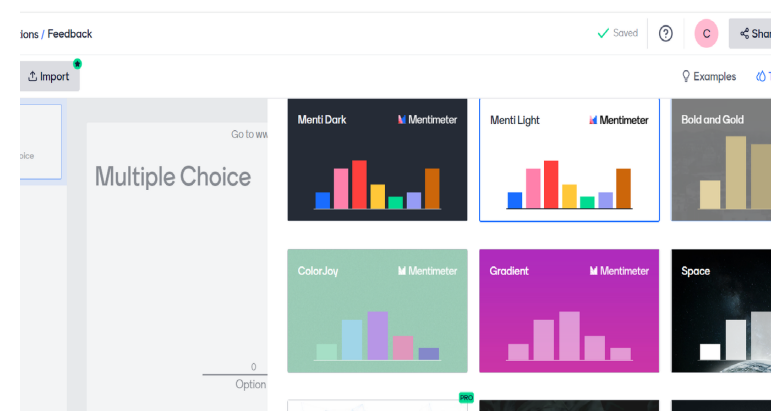 tions / Feedback
Saved
C
Shar
Import
Examples
T
oice
Go to ww
Multiple Choice
0
Option
Menti Dark
Mentimeter
Menti Light
Mentimeter
Bold and Gold
ColorJoy
Mentimeter
Gradient
Mentimeter
Space
PRO